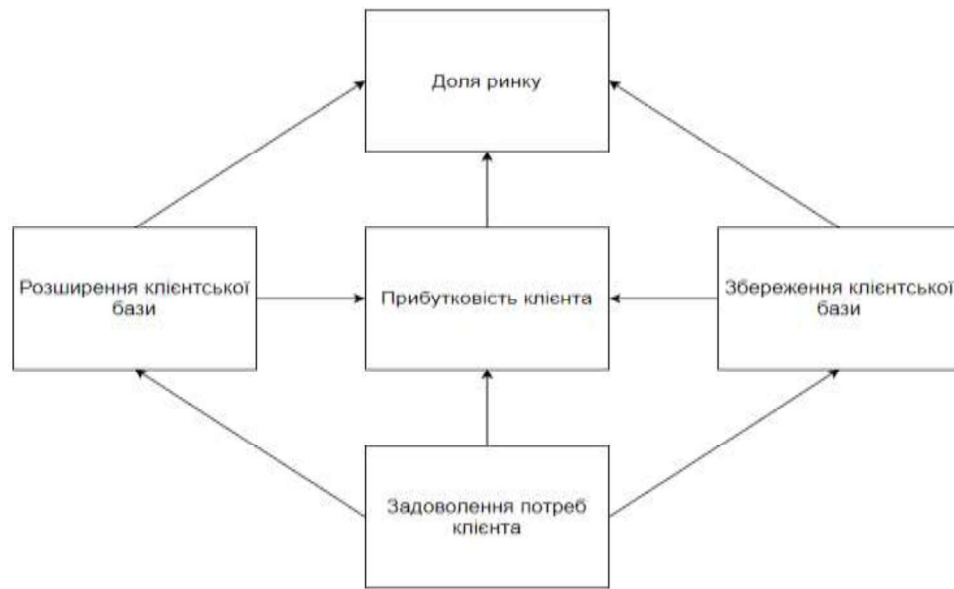 Доля ринку
Розширення клієнтської
бази
Прибутковість клієнта
Збереження клієнтської
бази
Задоволення потреб
клієнта